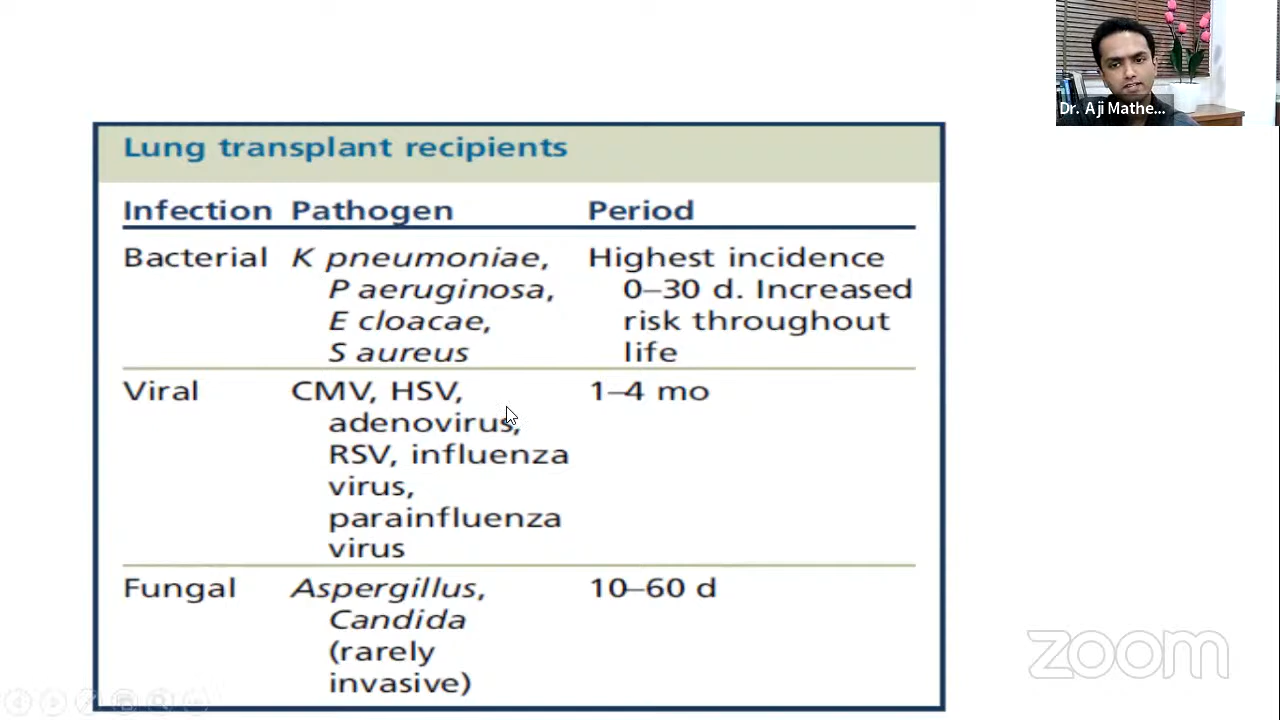 Dr. Aji Mathe...
Lung transplant recipients
Infection Pathogen Period
Bacterial K pneumoniae, Highest incidence
P aeruginosa, 0–30 d. Increased
E cloacae, risk throughout
S aureus life
Viral CMV, HSV, 1–4 mo
adenovirus,
RSV, influenza
virus,
parainfluenza
virus
Fungal Aspergillus, 10–60 d
Candida
(rarely
invasive)
zoom